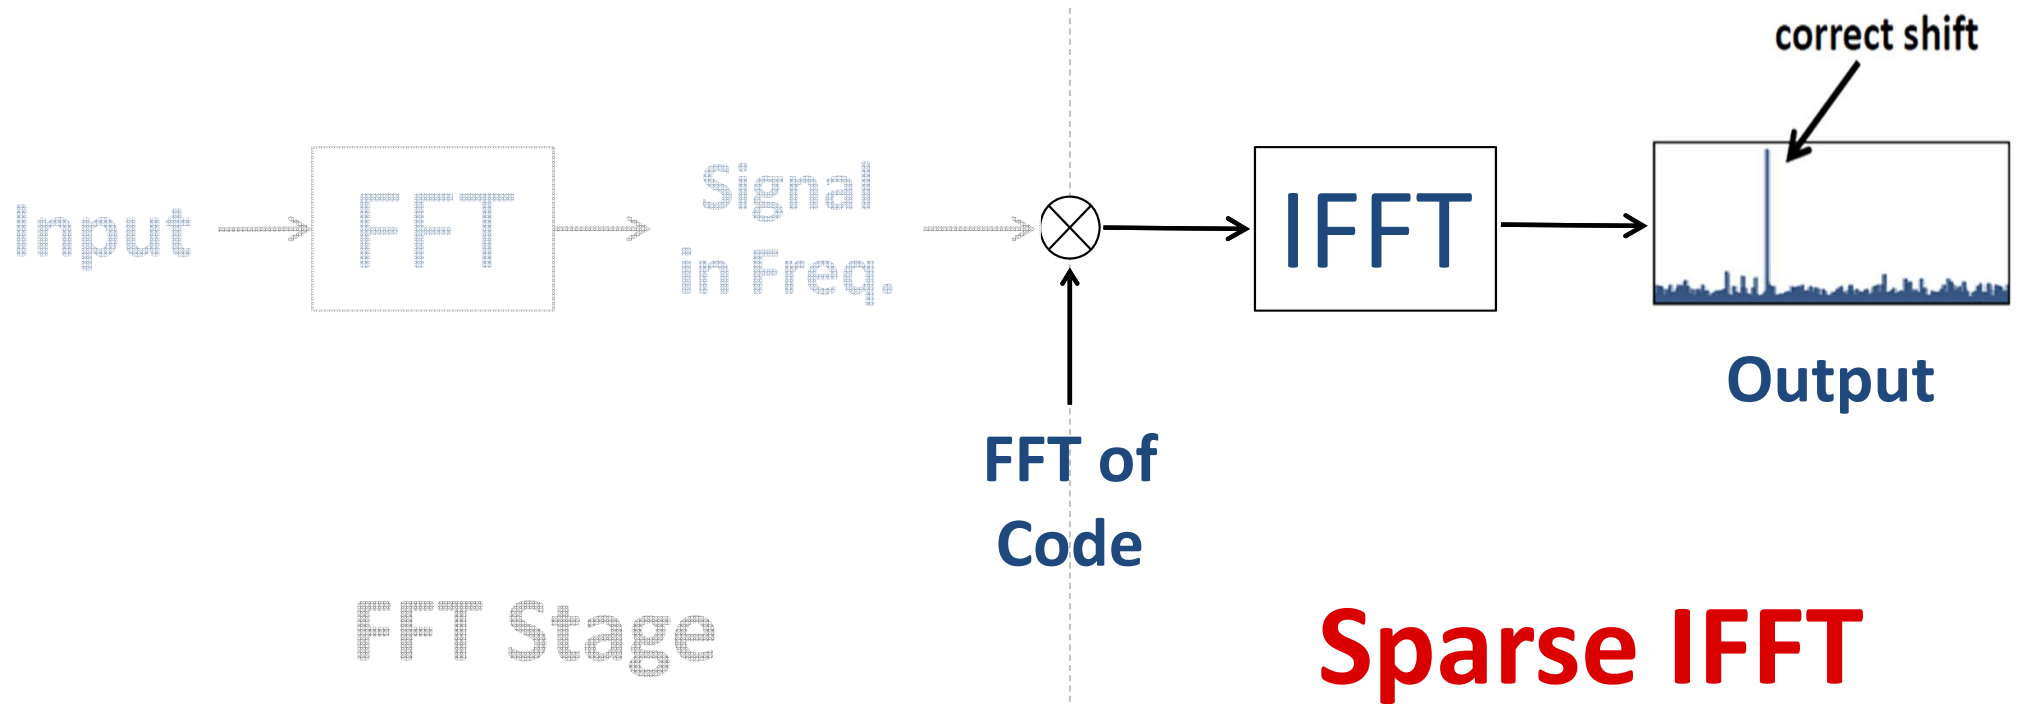 correct shift
Input
FFT
Signal
in Freq.
IFFT
Output
FFT of
Code
FFT Stage
Sparse IFFT